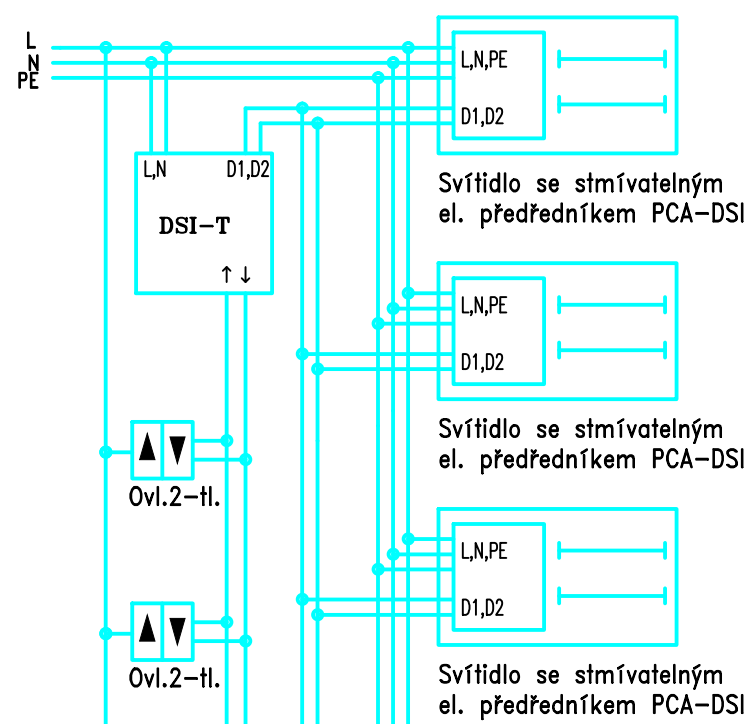 L
N
PE
L,N,PE
D1,D2
L,N
D1,D2
DSI-T
↑↓
Svítidlo se stmívatelným
el. předředníkem PCA-DSI
L,N,PE
D1,D2
Svítidlo se stmívatelným
el. předředníkem PCA-DSI
Ovl.2-tl.
L,N,PE
D1,D2
Ovl.2-tl.
Svítidlo se stmívatelným
el. předředníkem PCA-DSI